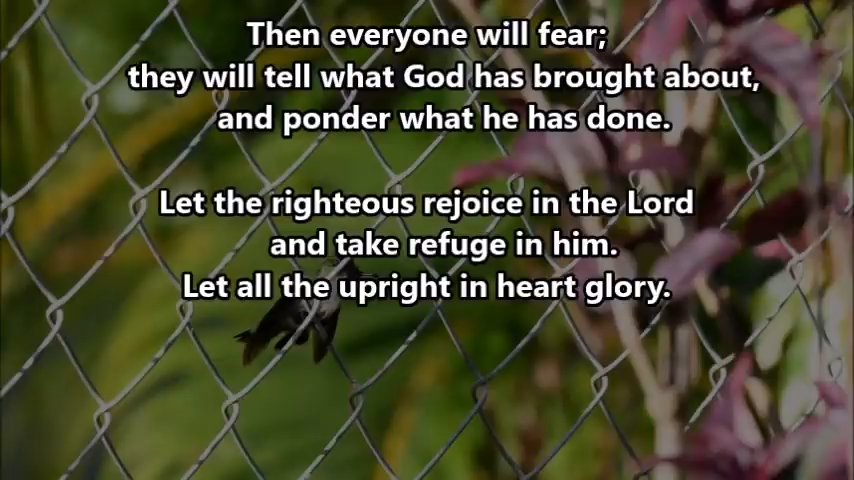 Then everyone will fear;
they will tell what God has brought about,
and ponder what he has done.
Let the righteous rejoice in the Lord
and take refuge in him.
Let all the upright in heart glory.